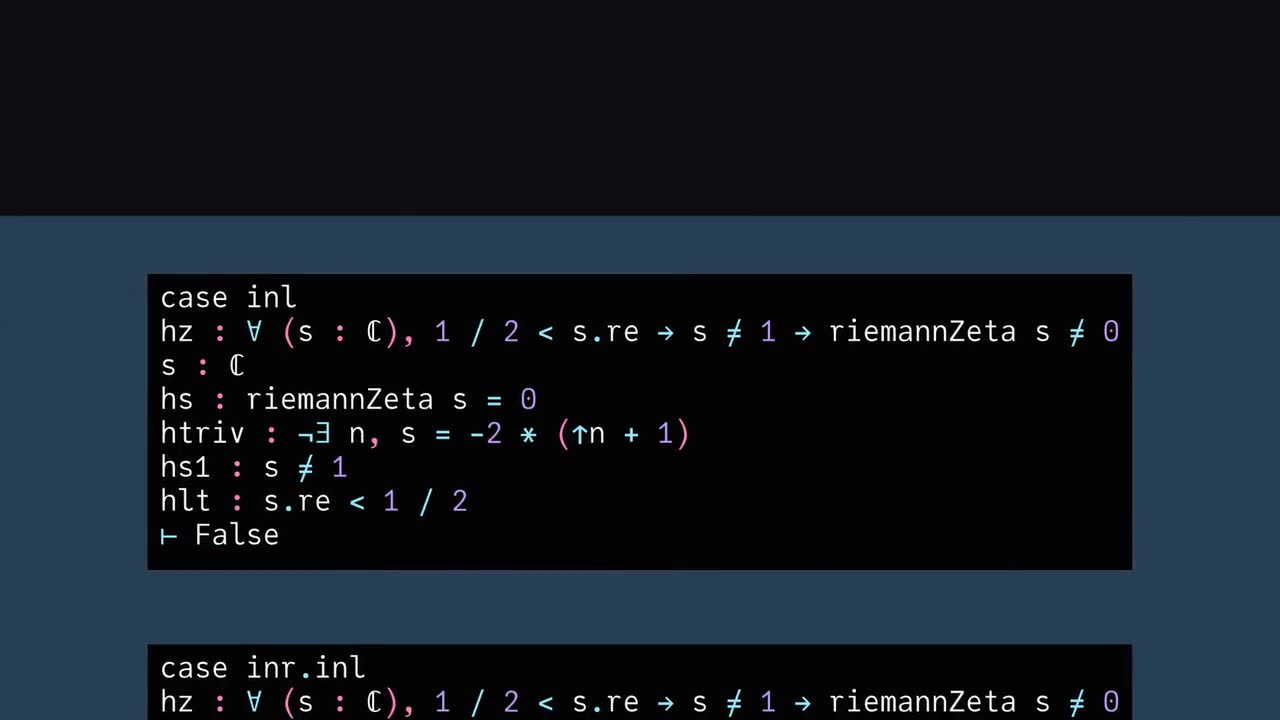 case inl
hz : ∀ (s : ℂ), 1 / 2 < s.re → s ≠ 1 → riemannZeta s ≠ 0
s : ℂ
hs : riemannZeta s = 0
htriv : ¬∃ n, s = -2 * (↑n + 1)
hs1 : s ≠ 1
hlt : s.re < 1 / 2
⊢ False
case inr.inl
hz : ∀ (s : ℂ), 1 / 2 < s.re → s ≠ 1 → riemannZeta s ≠ 0